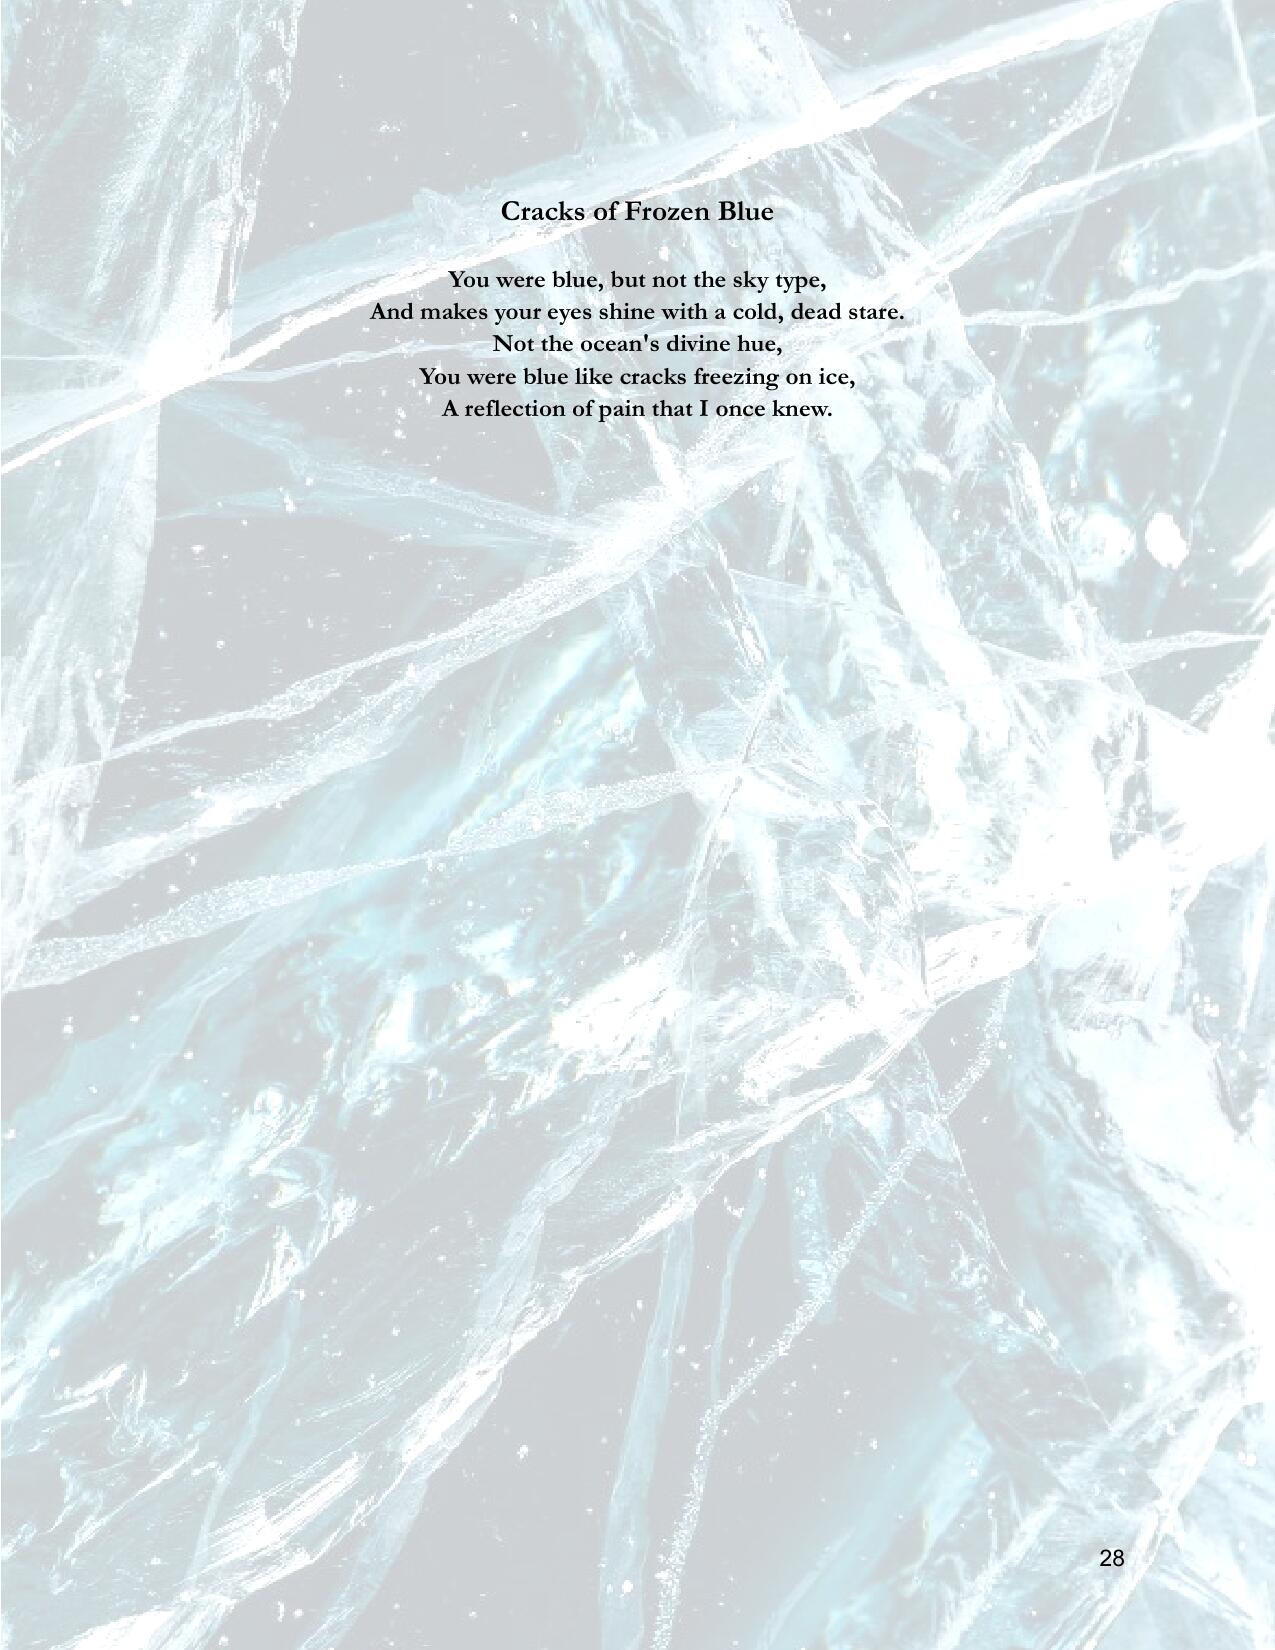 Cracks of Frozen Blue
You were blue, but not the sky type,
And makes your eyes shine with a cold, dead stare.
Not the ocean's divine hue,
You were blue like cracks freezing on ice,
A reflection of pain that I once knew.
28